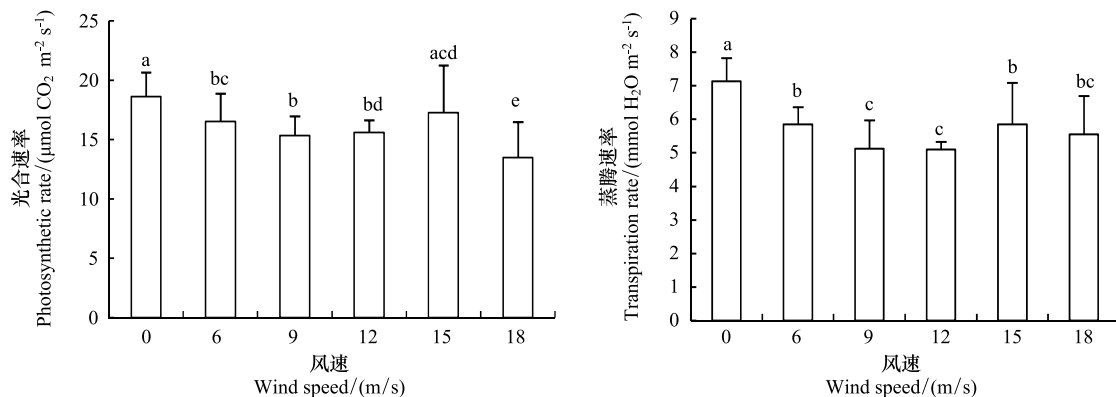 光合速率
Photosynthetic rate/(μmol CO₂ m⁻² s⁻¹)
25
20
15
10
5
0
a
bc
b
bd
acd
e
0 6 9 12 15 18
风速
Wind speed/(m/s)
蒸腾速率
Transpiration rate/(mmol H₂O m⁻² s⁻¹)
9
8
7
6
5
4
3
2
1
0
a
b
c
c
b
bc
0 6 9 12 15 18
风速
Wind speed/(m/s)